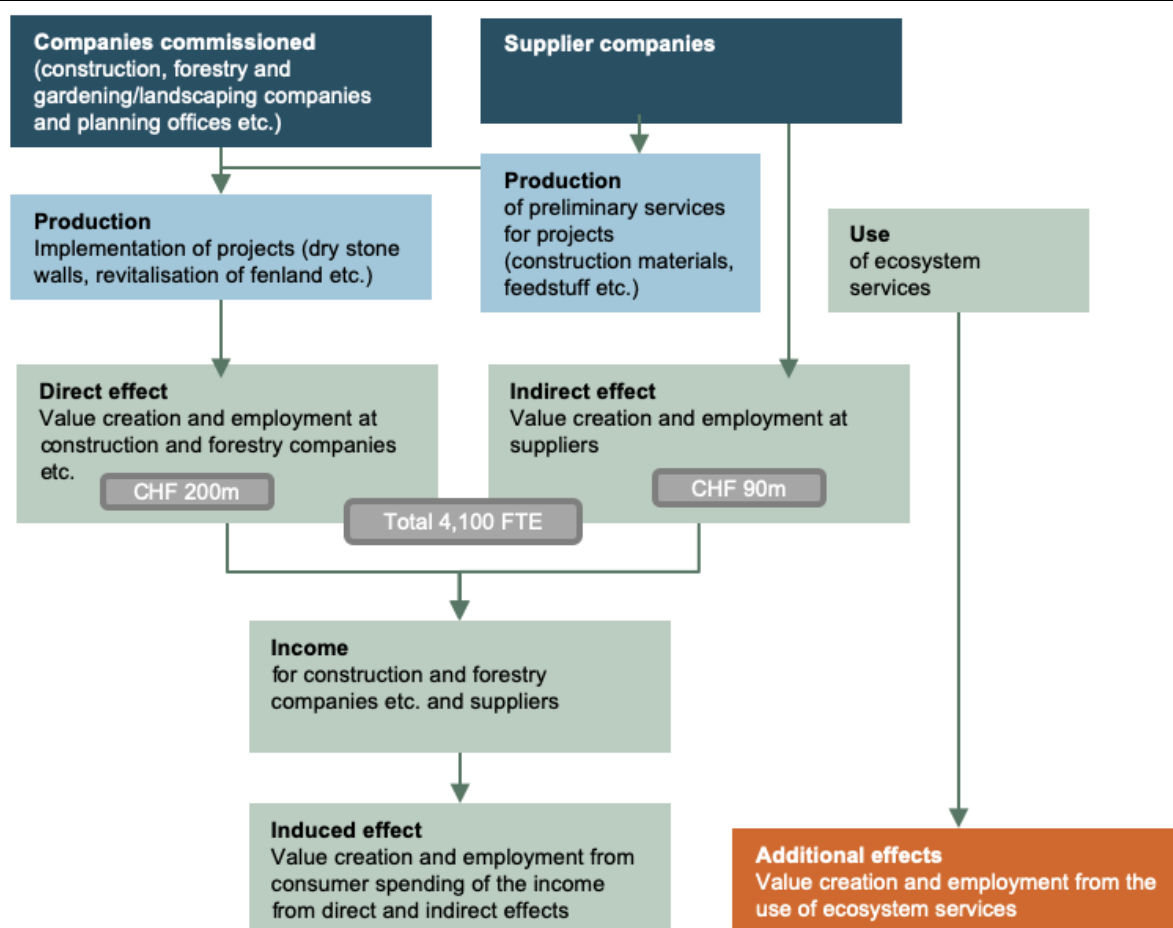 Companies commissioned
(construction, forestry and
gardening/landscaping companies
and planning offices etc.)
Supplier companies
Production
Implementation of projects (dry stone
walls, revitalisation of fenland etc.)
Production
of preliminary services
for projects
(construction materials,
feedstuff etc.)
Use
of ecosystem
services
Direct effect
Value creation and employment at
construction and forestry companies
etc.
CHF 200m
Indirect effect
Value creation and employment at
suppliers
CHF 90m
Total 4,100 FTE
Income
for construction and forestry
companies etc. and suppliers
Induced effect
Value creation and employment from
consumer spending of the income
from direct and indirect effects
Additional effects
Value creation and employment from the
use of ecosystem services